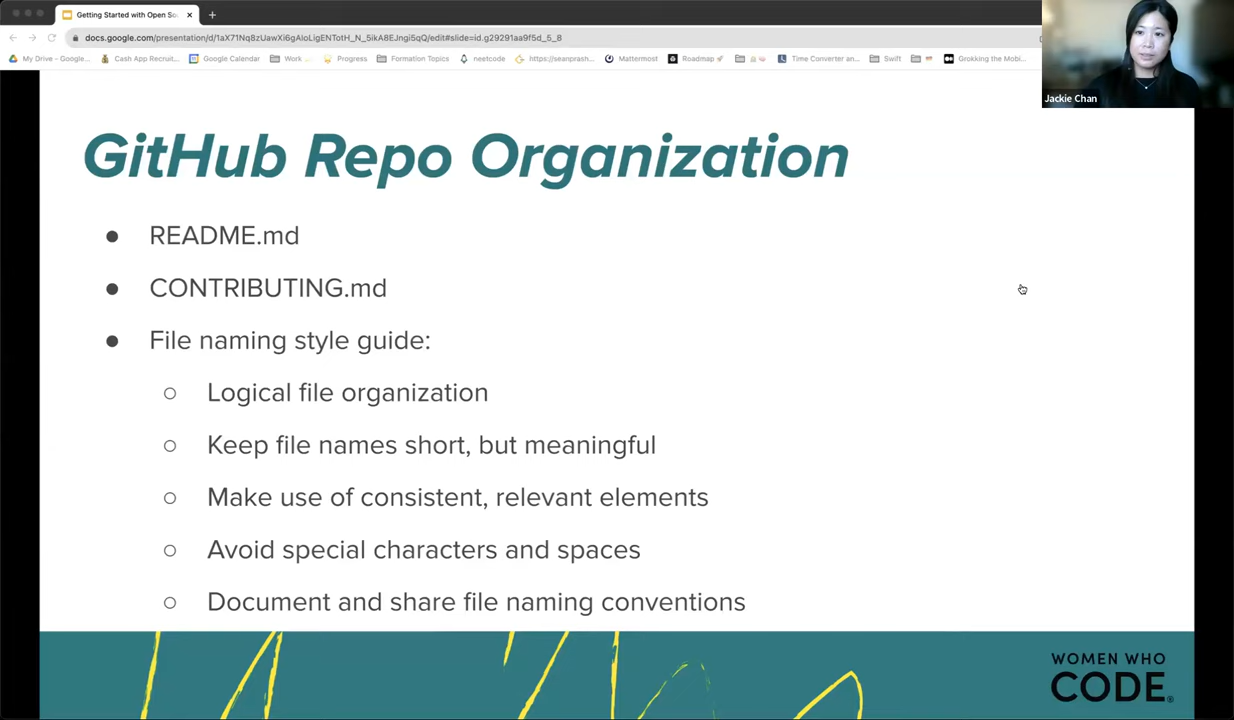 Getting Started with Open So
docs.google.com/presentation/d/1aX71Nq8zUawXi6gAloLigENTotH_N_5ikA8EJngi5qQ/edit#slide=id.g29291aa9f5d_5_8
My Drive - Google...
Cash App Recruit...
Google Calendar
Work
Progress
Formation Topics
neetcode
https://seanprash...
Mattermost
Roadmap
Time Converter an...
Swift
Grokking the Mobi...
Jackie Chan
GitHub Repo Organization
README.md
CONTRIBUTING.md
File naming style guide:
Logical file organization
Keep file names short, but meaningful
Make use of consistent, relevant elements
Avoid special characters and spaces
Document and share file naming conventions
WOMEN WHO
CODE®